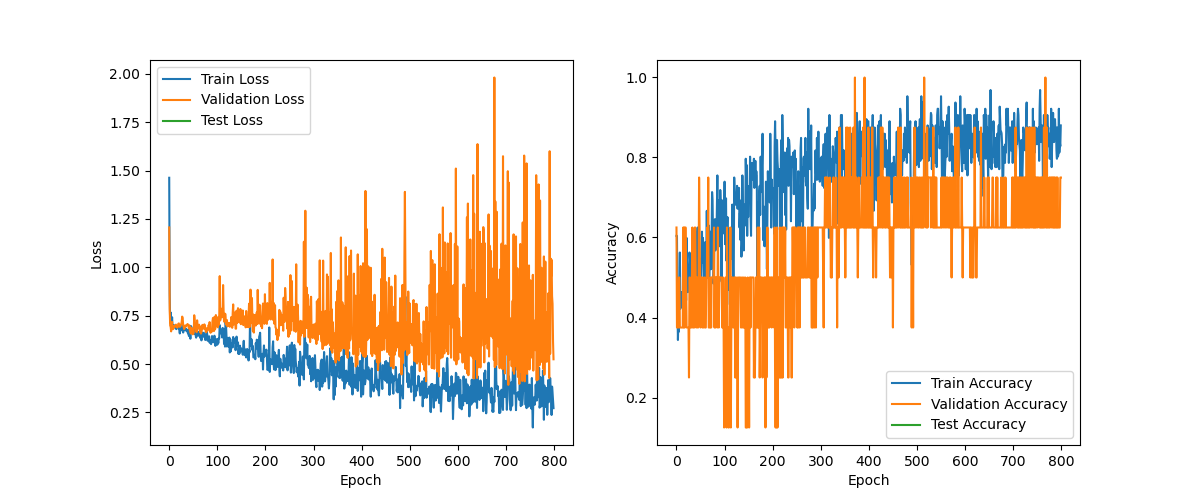 Train Loss
Validation Loss
Test Loss
2.00
1.75
1.50
1.25
1.00
0.75
0.50
0.25
Loss
0 100 200 300 400 500 600 700 800
Epoch
1.0
0.8
0.6
0.4
0.2
Accuracy
Train Accuracy
Validation Accuracy
Test Accuracy
0 100 200 300 400 500 600 700 800
Epoch